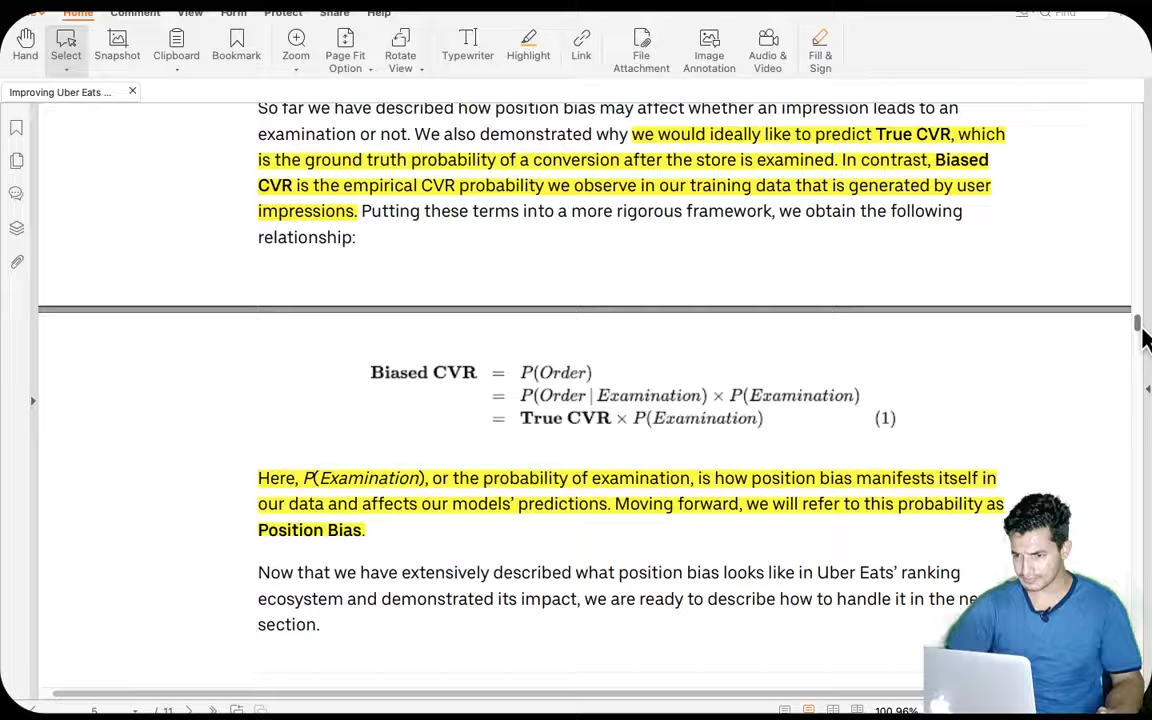 Home Comment View Form Protect Share Help Find
Hand Select Snapshot Clipboard Bookmark Zoom Page Fit Option Rotate View Typewriter Highlight Link File Attachment Image Annotation Audio & Video Fill & Sign
Improving Uber Eats ...
So far we have described how position bias may affect whether an impression leads to an
examination or not. We also demonstrated why we would ideally like to predict True CVR, which
is the ground truth probability of a conversion after the store is examined. In contrast, Biased
CVR is the empirical CVR probability we observe in our training data that is generated by user
impressions. Putting these terms into a more rigorous framework, we obtain the following
relationship:
Biased CVR = P(Order)
= P(Order | Examination) × P(Examination)
= True CVR × P(Examination) (1)
Here, P(Examination), or the probability of examination, is how position bias manifests itself in
our data and affects our models' predictions. Moving forward, we will refer to this probability as
Position Bias.
Now that we have extensively described what position bias looks like in Uber Eats' ranking
ecosystem and demonstrated its impact, we are ready to describe how to handle it in the
section.
5 / 11 100.96%